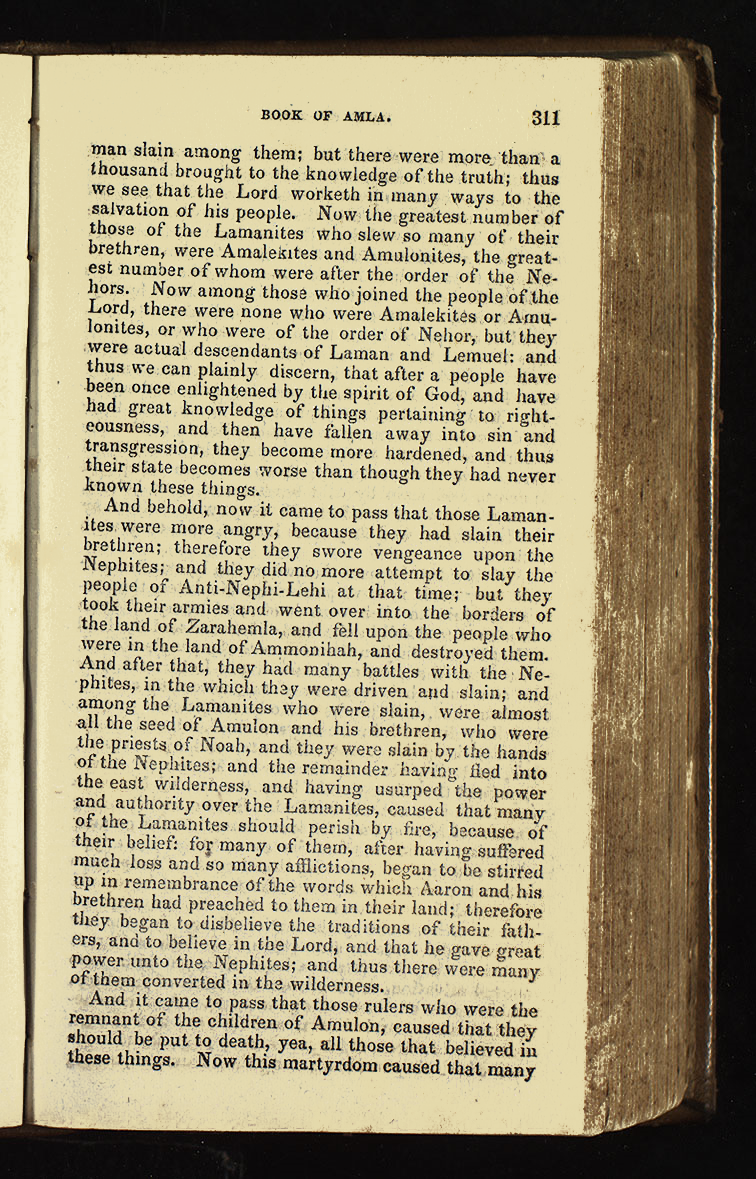 BOOK OF AMLA. 311
man slain among them; but there were more than a
thousand brought to the knowledge of the truth; thus
we see that the Lord worketh in many ways to the
salvation of his people. Now the greatest number of
those of the Lamanites who slew so many of their
brethren, were Amalekites and Amulonites, the great-
est number of whom were after the order of the Ne-
hors. Now among those who joined the people of the
Lord, there were none who were Amalekites or Amu-
lonites, or who were of the order of Nehor, but they
were actual descendants of Laman and Lemuel: and
thus we can plainly discern, that after a people have
been once enlightened by the spirit of God, and have
had great knowledge of things pertaining to right-
eousness, and then have fallen away into sin and
transgression, they become more hardened, and thus
their state becomes worse than though they had never
known these things.
And behold, now it came to pass that those Laman-
ites were more angry, because they had slain their
brethren; therefore they swore vengeance upon the
Nephites; and they did no more attempt to slay the
people of Anti-Nephi-Lehi at that time; but they
took their armies and went over into the borders of
the land of Zarahemla, and fell upon the people who
were in the land of Ammonihah, and destroyed them.
And after that, they had many battles with the Ne-
phites, in the which they were driven and slain; and
among the Lamanites who were slain, were almost
all the seed of Amulon and his brethren, who were
the priests of Noah, and they were slain by the hands
of the Nephites; and the remainder having fled into
the east wilderness, and having usurped the power
and authority over the Lamanites, caused that many
of the Lamanites should perish by fire, because of
their belief: for many of them, after having suffered
much loss and so many afflictions, began to be stirred
up in remembrance of the words which Aaron and his
brethren had preached to them in their land; therefore
they began to disbelieve the traditions of their fath-
ers, and to believe in the Lord, and that he gave great
power unto the Nephites; and thus there were many
of them converted in the wilderness.
And it came to pass that those rulers who were the
remnant of the children of Amulon, caused that they
should be put to death, yea, all those that believed in
these things. Now this martyrdom caused that many